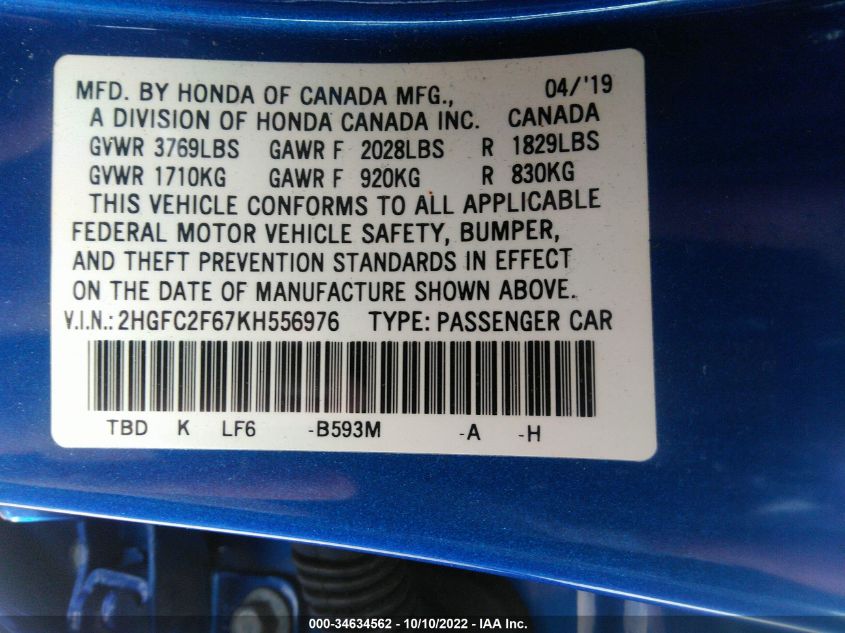 MFD. BY HONDA OF CANADA MFG., 04/'19
A DIVISION OF HONDA CANADA INC. CANADA
GVWR 3769LBS GAWR F 2028LBS R 1829LBS
GVWR 1710KG GAWR F 920KG R 830KG
THIS VEHICLE CONFORMS TO ALL APPLICABLE
FEDERAL MOTOR VEHICLE SAFETY, BUMPER,
AND THEFT PREVENTION STANDARDS IN EFFECT
ON THE DATE OF MANUFACTURE SHOWN ABOVE.
V.I.N.: 2HGFC2F67KH556976 TYPE: PASSENGER CAR
TBD K LF6 -B593M -A -H
000-34634562 - 10/10/2022 - IAA Inc.